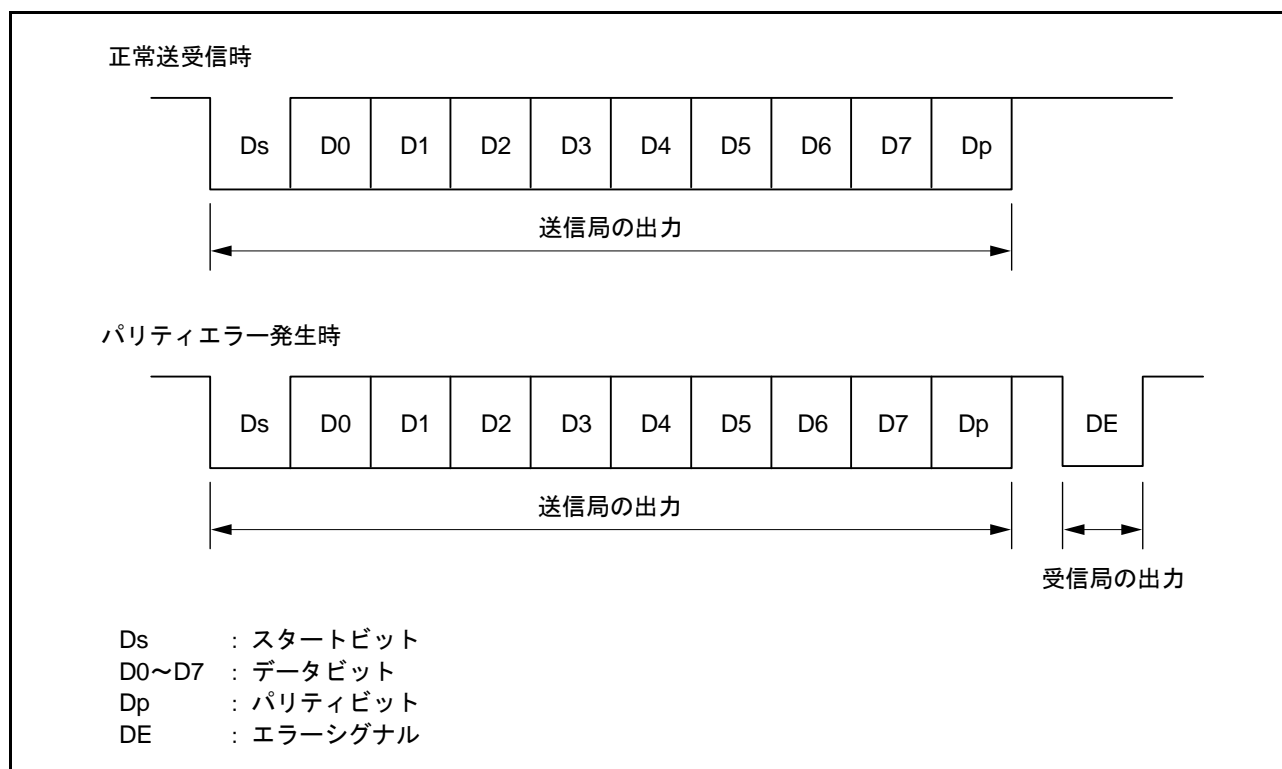 正常送受信時
Ds D0 D1 D2 D3 D4 D5 D6 D7 Dp
送信局の出力
パリティエラー発生時
Ds D0 D1 D2 D3 D4 D5 D6 D7 Dp DE
送信局の出力
受信局の出力
Ds : スタートビット
D0～D7 : データビット
Dp : パリティビット
DE : エラーシグナル